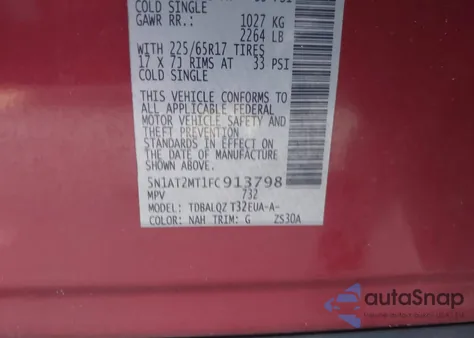 COLD SINGLE
GAWR RR.: 1027 KG
2264 LB
WITH 225/65R17 TIRES
17 X 7J RIMS AT 33 PSI
COLD SINGLE
THIS VEHICLE CONFORMS TO
ALL APPLICABLE FEDERAL
MOTOR VEHICLE SAFETY AND
THEFT PREVENTION
STANDARDS IN EFFECT ON
THE DATE OF MANUFACTURE
SHOWN ABOVE.
5N1AT2MT1FC913798
MPV 732
MODEL: TDBALQZ T32EUA-A-
COLOR: NAH TRIM: G ZS30A
autoSnap